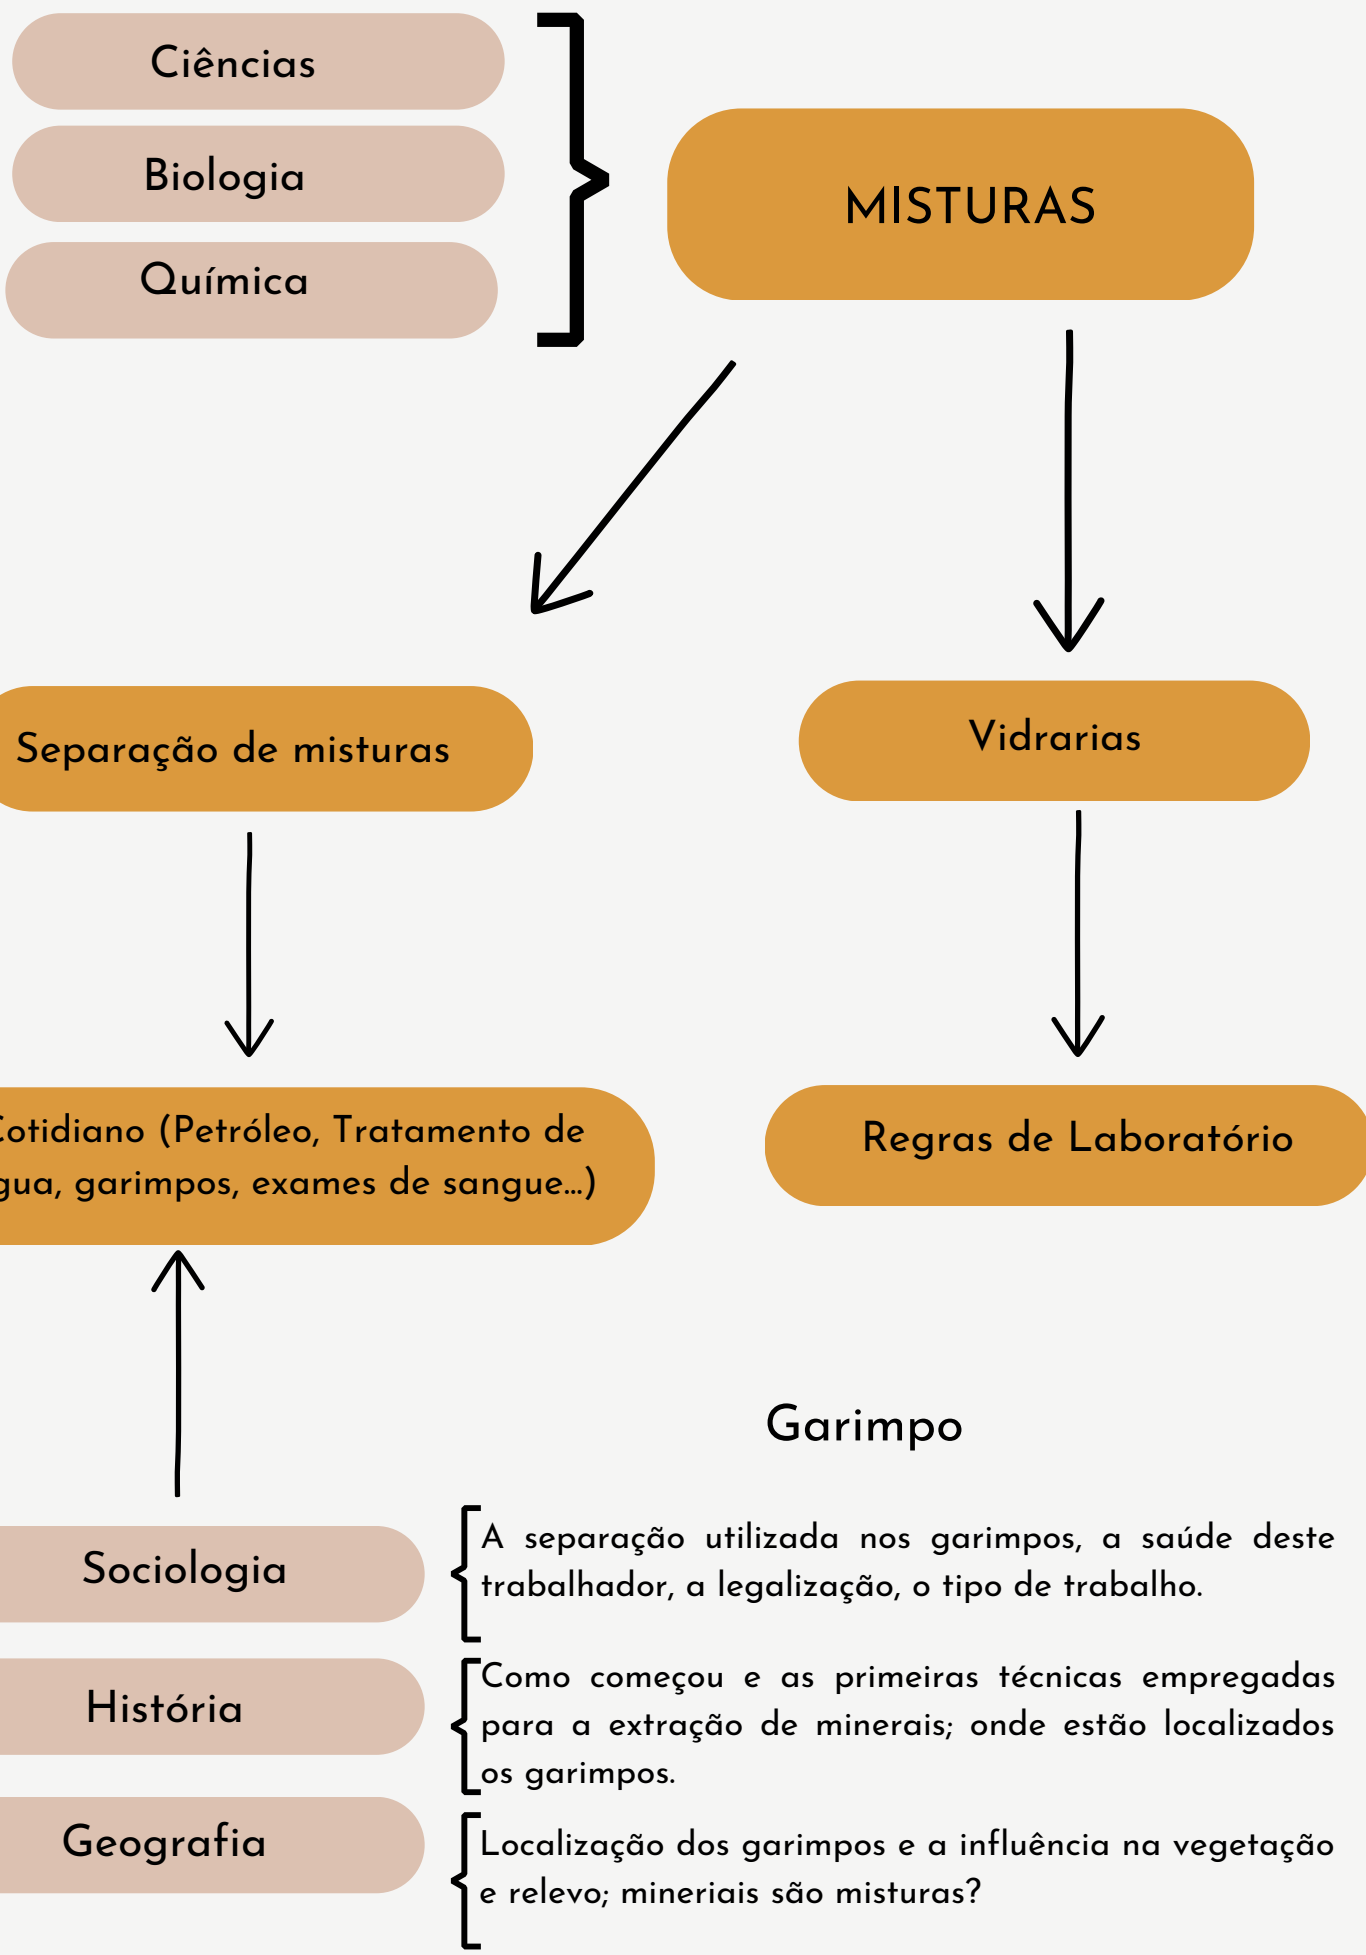 Ciências
Biologia
Química
MISTURAS
Separação de misturas
Vidrarias
Cotidiano (Petróleo, Tratamento de
gua, garimpos, exames de sangue...)
Regras de Laboratório
Garimpo
Sociologia
A separação utilizada nos garimpos, a saúde deste
trabalhador, a legalização, o tipo de trabalho.
História
Como começou e as primeiras técnicas empregadas
para a extração de minerais; onde estão localizados
os garimpos.
Geografia
Localização dos garimpos e a influência na vegetação
e relevo; mineriais são misturas?